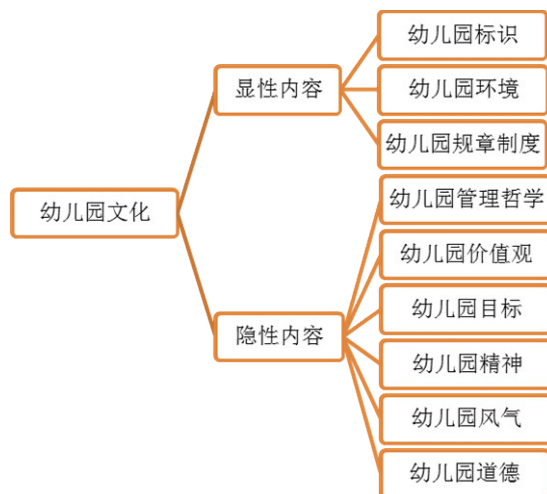 幼儿园标识
显性内容
幼儿园环境
幼儿园规章制度
幼儿园文化
幼儿园管理哲学
幼儿园价值观
幼儿园目标
隐性内容
幼儿园精神
幼儿园风气
幼儿园道德